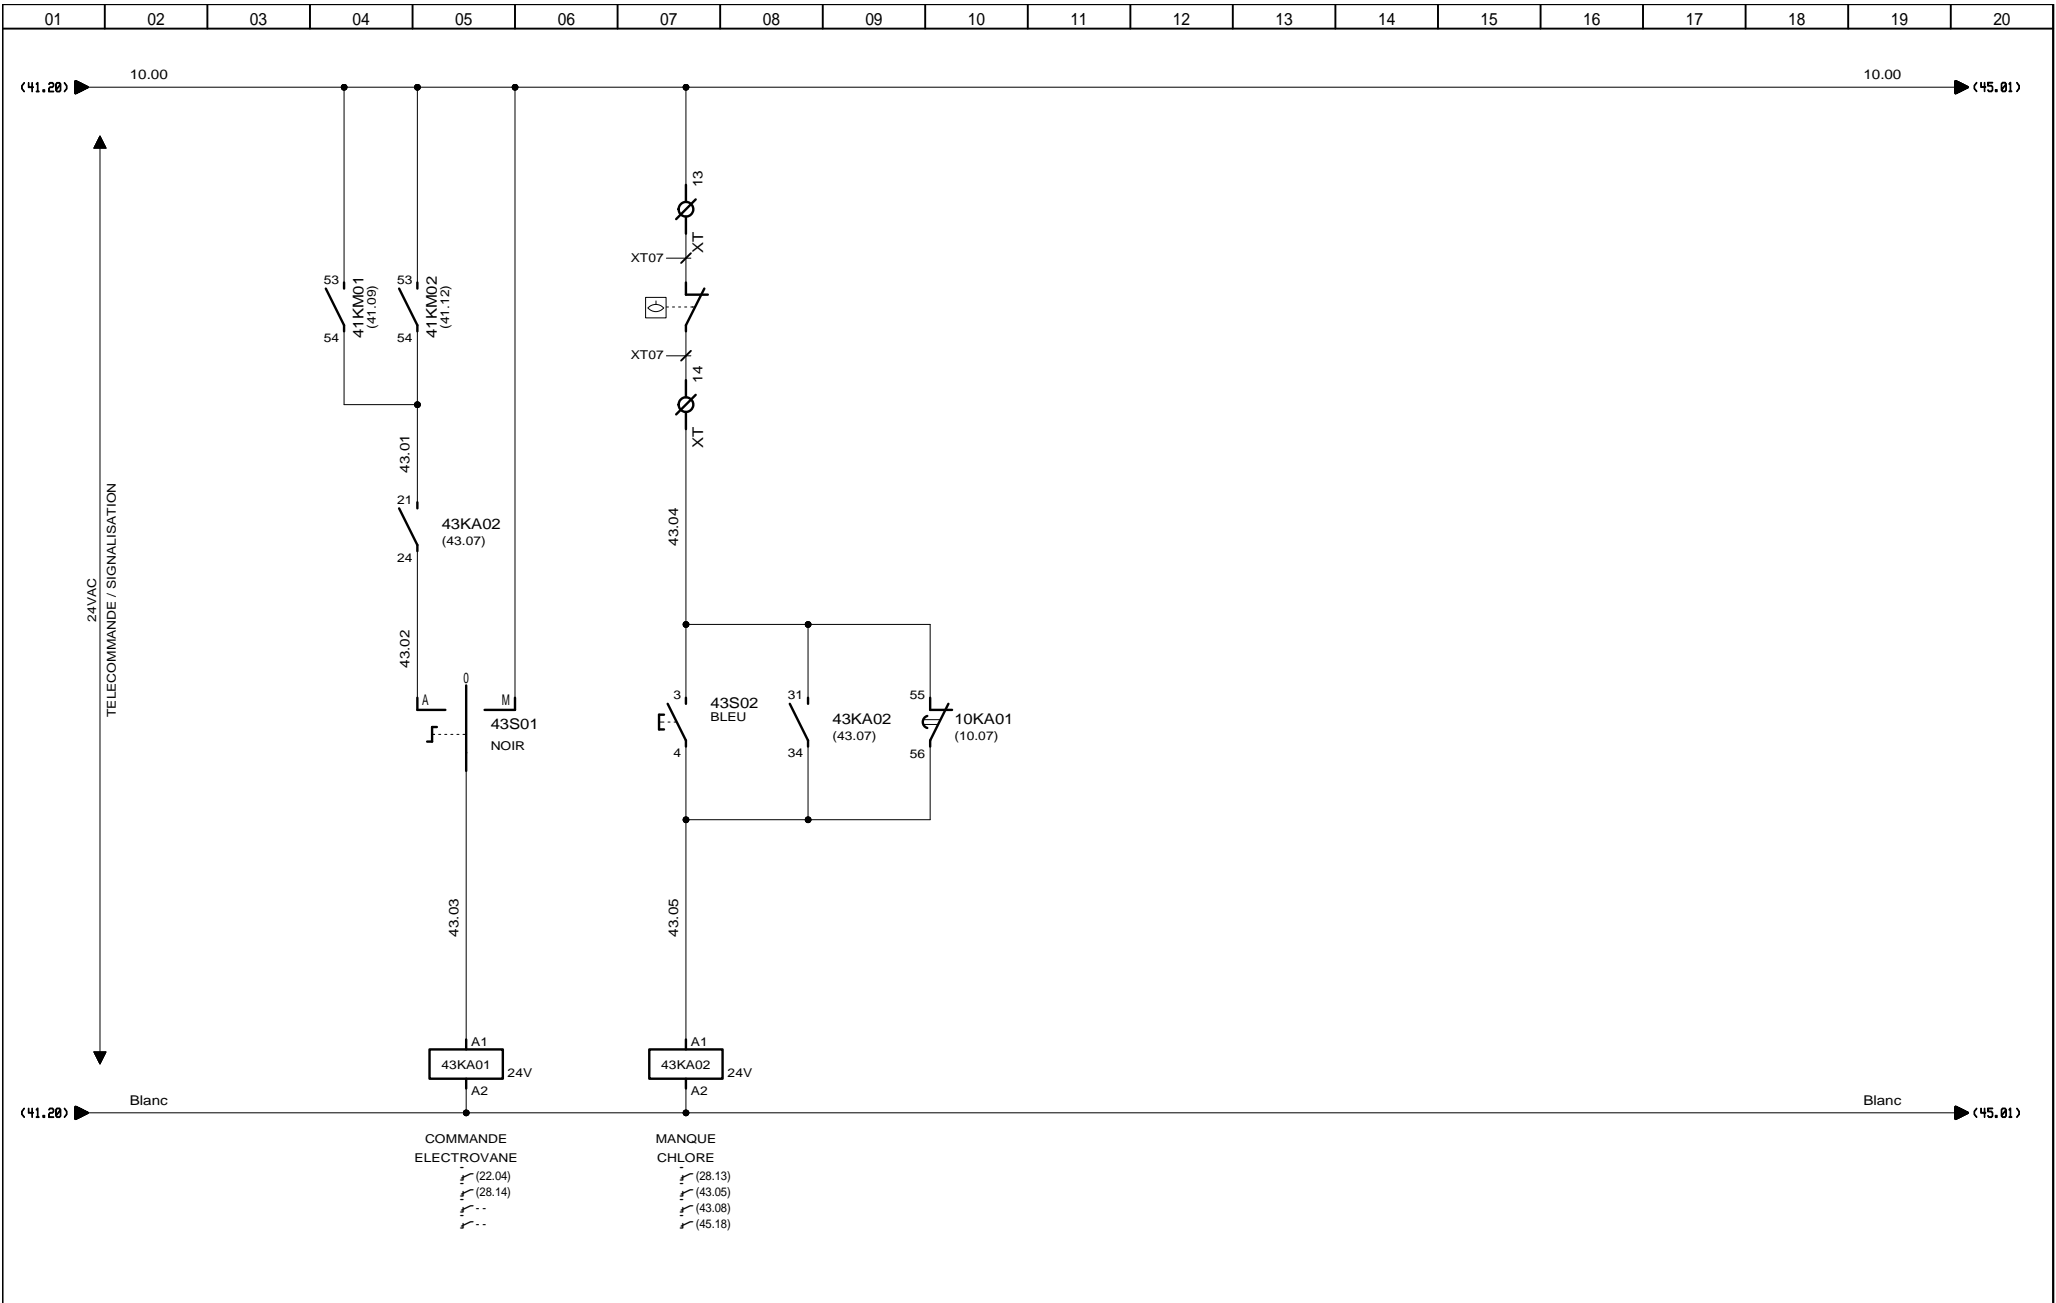 01 02 03 04 05 06 07 08 09 10 11 12 13 14 15 16 17 18 19 20
10.00 10.00
(41.20) (45.01)
13
XT
XT07
53 53
41KM01
(41.09)
41KM02
(41.12)
54 54
XT07
14
XT
43.01
21
43KA02
(43.07)
24
43.04
24VAC
TELECOMMANDE / SIGNALISATION
43.02
0
A M
43S01
NOIR
3
43S02
BLEU
4
31
43KA02
(43.07)
34
55
10KA01
(10.07)
56
43.03
43.05
A1 A1
43KA01 24V
43KA02 24V
A2 A2
Blanc Blanc
(41.20) (45.01)
COMMANDE
ELECTROVANE
(22.04)
(28.14)
--
--
MANQUE
CHLORE
(28.13)
(43.05)
(43.08)
(45.18)